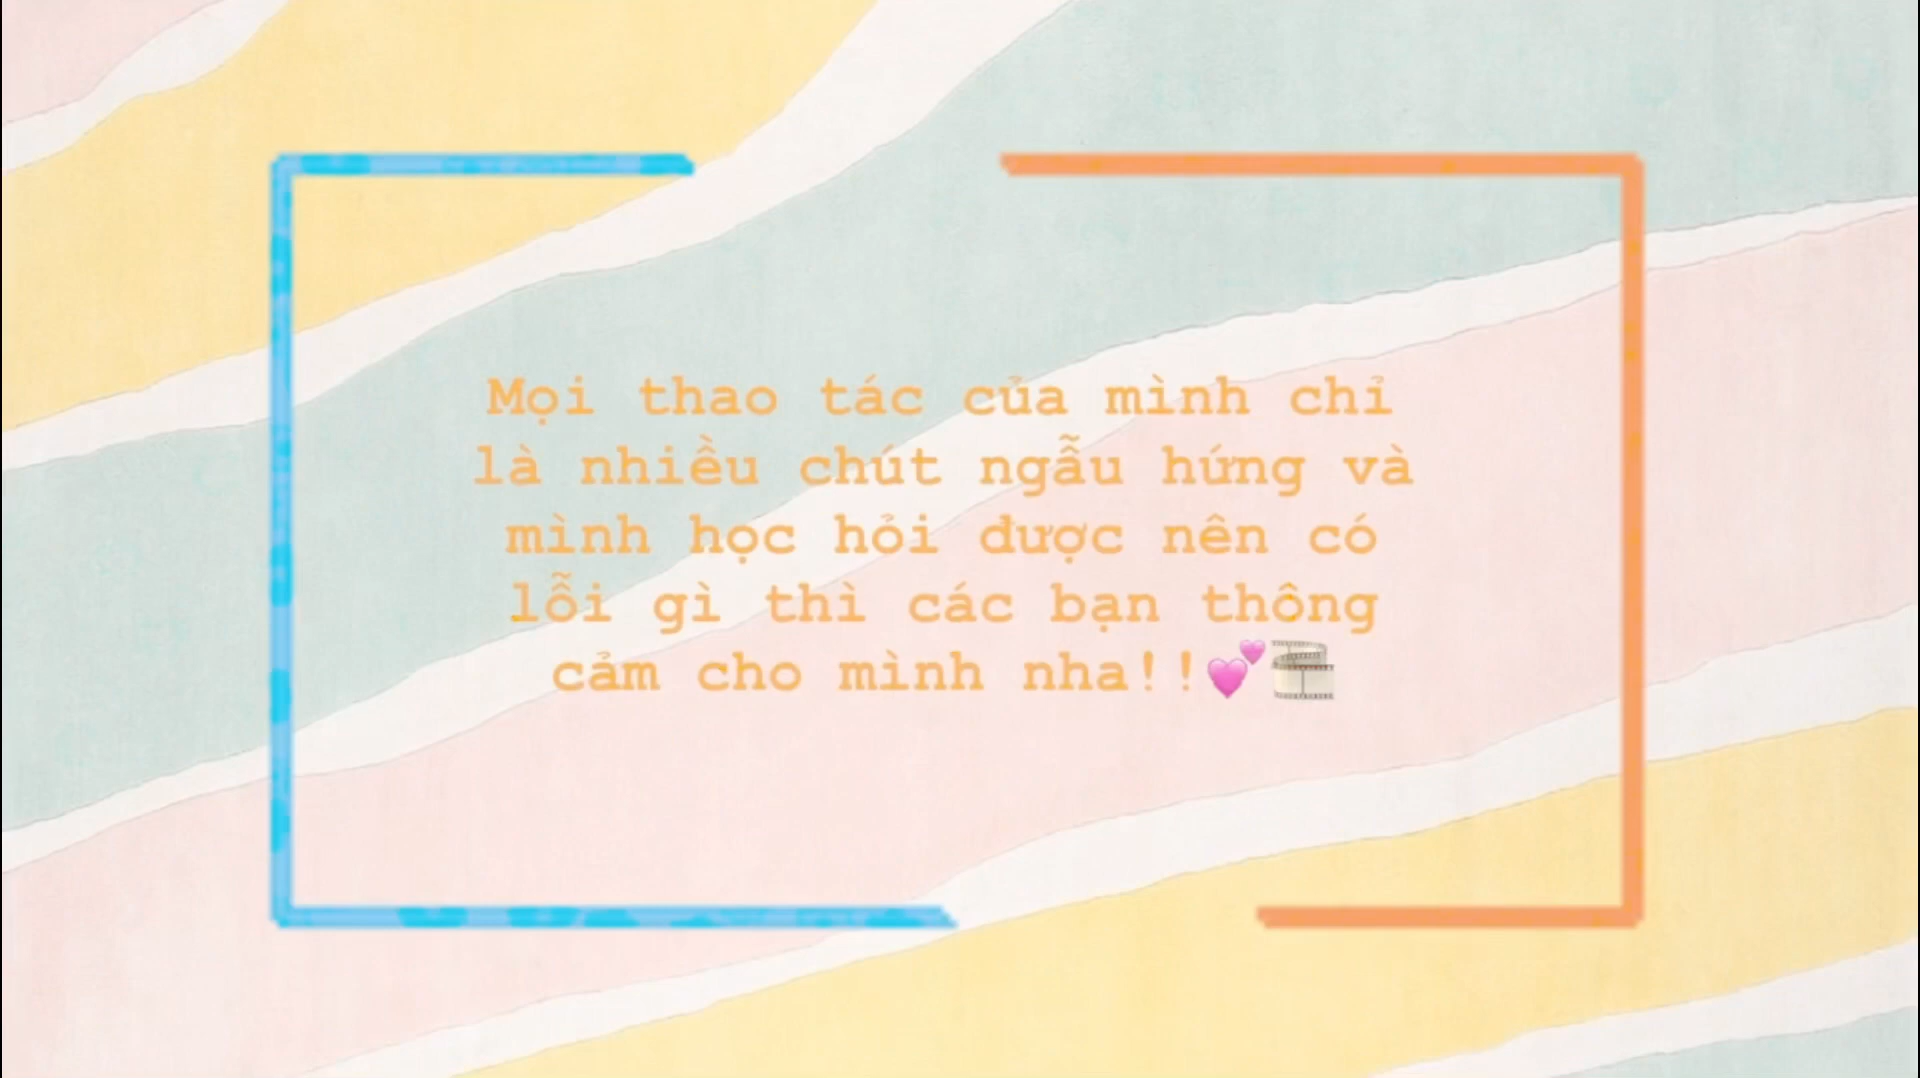 Mọi thao tác của mình chỉ
là nhiều chút ngẫu hứng và
mình học hỏi được nên có
lỗi gì thì các bạn thông
cảm cho mình nha!!💕🎞️